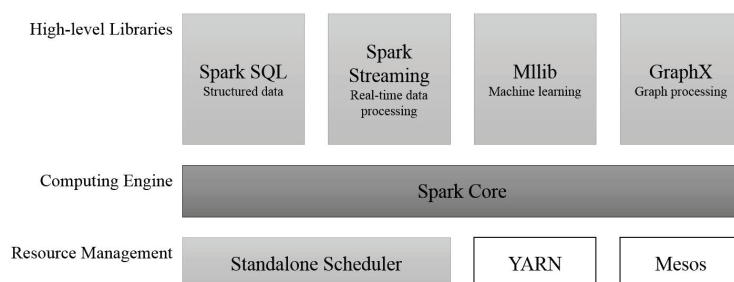 High-level Libraries
Spark SQL
Structured data
Spark
Streaming
Real-time data
processing
Mllib
Machine learning
GraphX
Graph processing
Computing Engine
Spark Core
Resource Management
Standalone Scheduler
YARN
Mesos